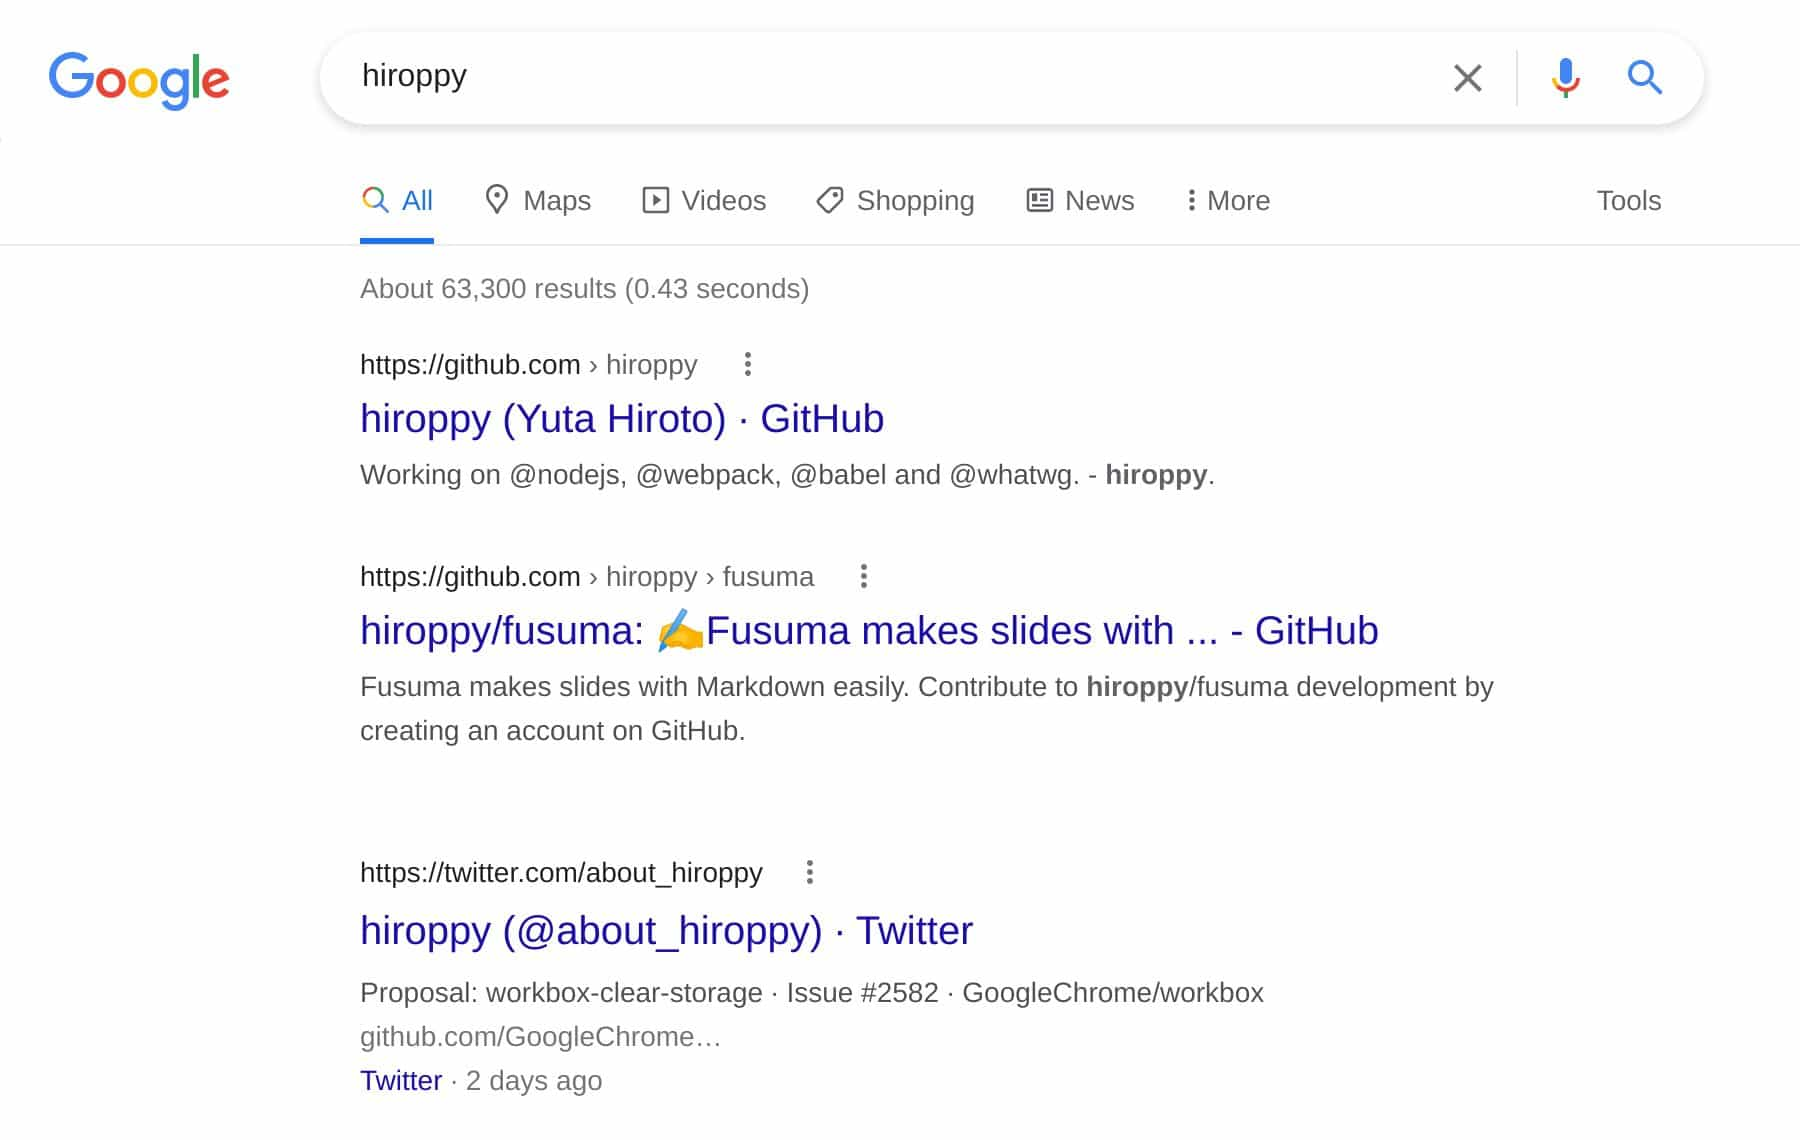 Google
hiroppy
All Maps Videos Shopping News More Tools
About 63,300 results (0.43 seconds)
https://github.com › hiroppy
hiroppy (Yuta Hiroto) · GitHub
Working on @nodejs, @webpack, @babel and @whatwg. - hiroppy.
https://github.com › hiroppy › fusuma
hiroppy/fusuma: ✍️Fusuma makes slides with ... - GitHub
Fusuma makes slides with Markdown easily. Contribute to hiroppy/fusuma development by
creating an account on GitHub.
https://twitter.com/about_hiroppy
hiroppy (@about_hiroppy) · Twitter
Proposal: workbox-clear-storage · Issue #2582 · GoogleChrome/workbox
github.com/GoogleChrome…
Twitter · 2 days ago